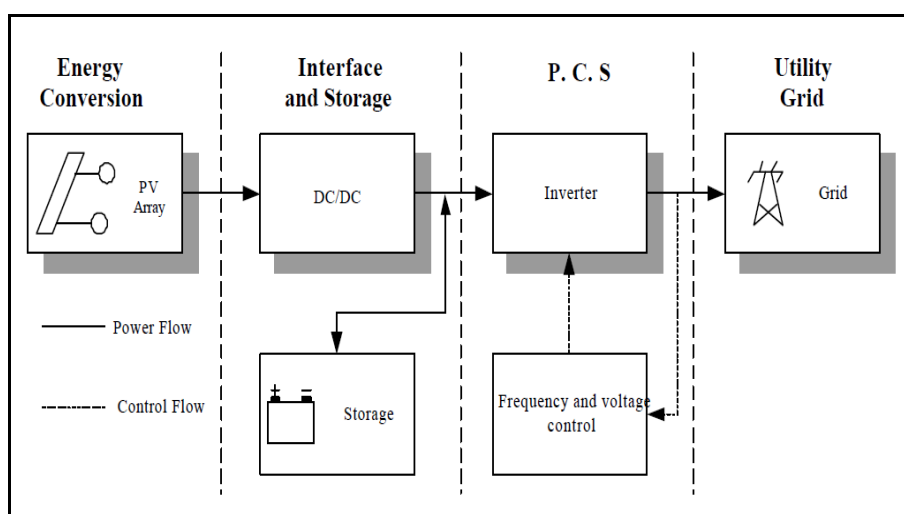 Energy
Conversion
Interface
and Storage
P. C. S
Utility
Grid
PV
Array
DC/DC
Inverter
Grid
Power Flow
Control Flow
Storage
Frequency and voltage
control